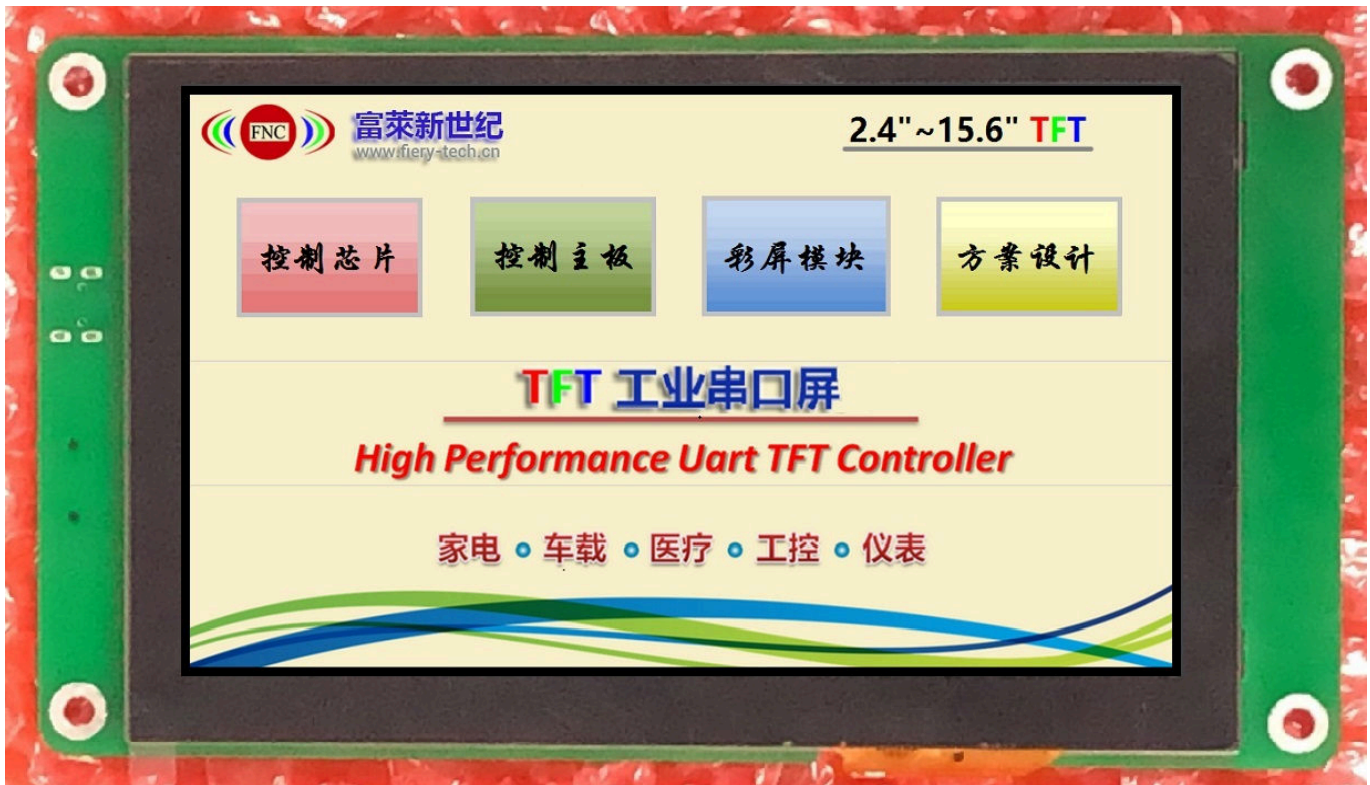 FNC 富莱新世纪
www.fiery-tech.cn
2.4"~15.6" TFT
控制芯片 控制主板 彩屏模块 方案设计
TFT 工业串口屏
High Performance Uart TFT Controller
家电 • 车载 • 医疗 • 工控 • 仪表